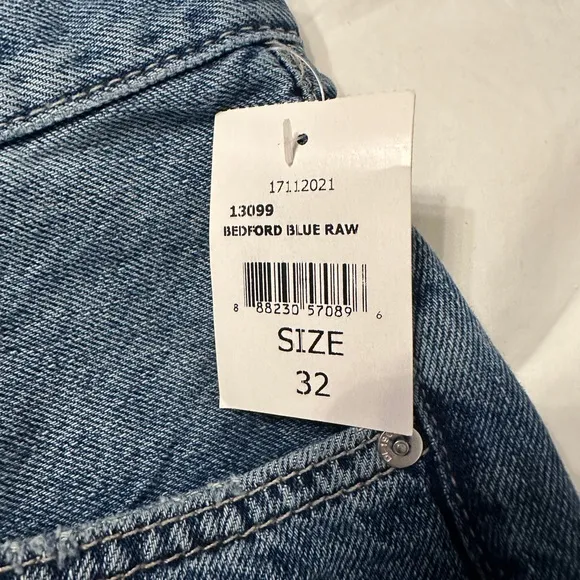 17112021
13099
BEDFORD BLUE RAW
8 88230 57089 6
SIZE
32